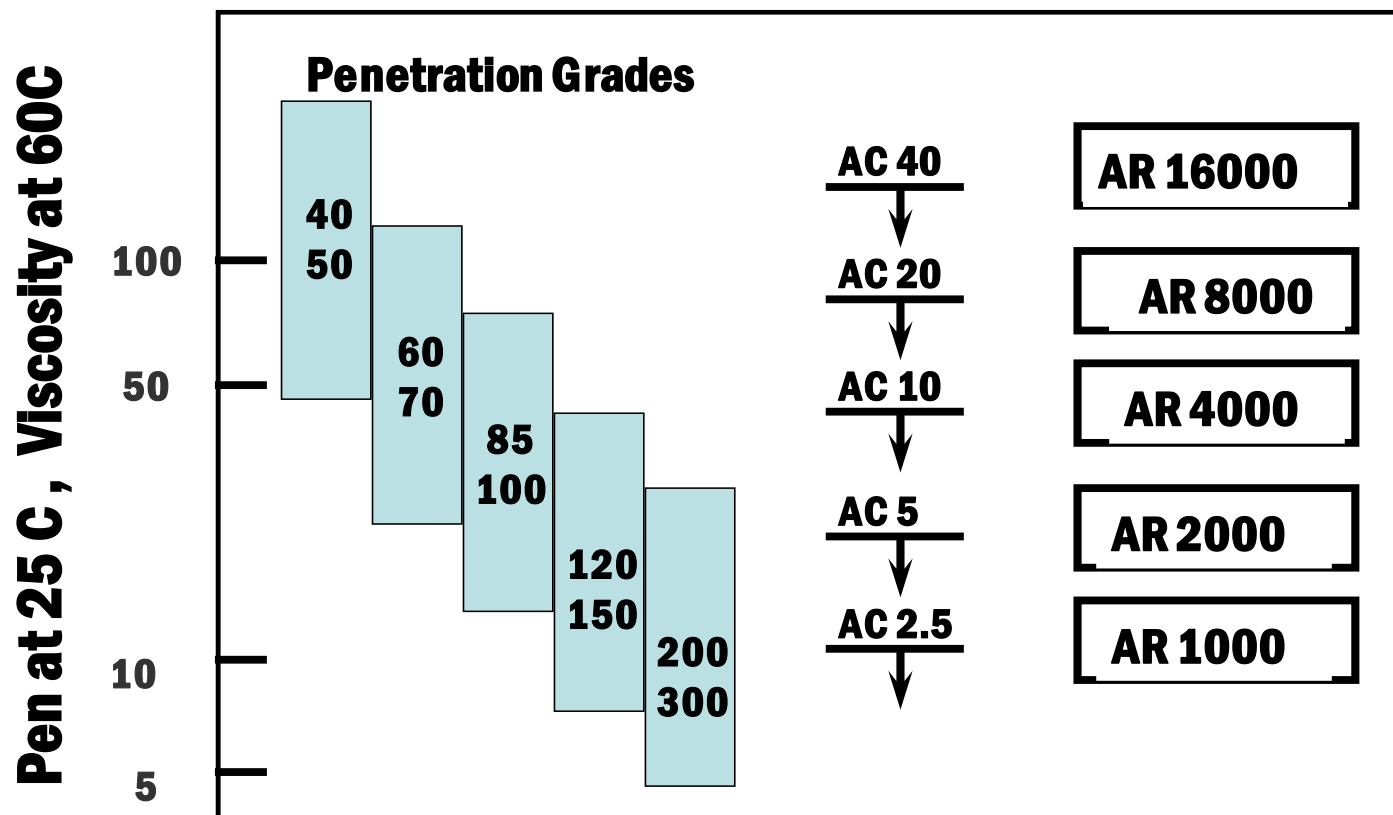 Pen at 25 C , Viscosity at 60C
Penetration Grades
100
50
10
5
40
50
60
70
85
100
120
150
200
300
AC 40
AC 20
AC 10
AC 5
AC 2.5
AR 16000
AR 8000
AR 4000
AR 2000
AR 1000